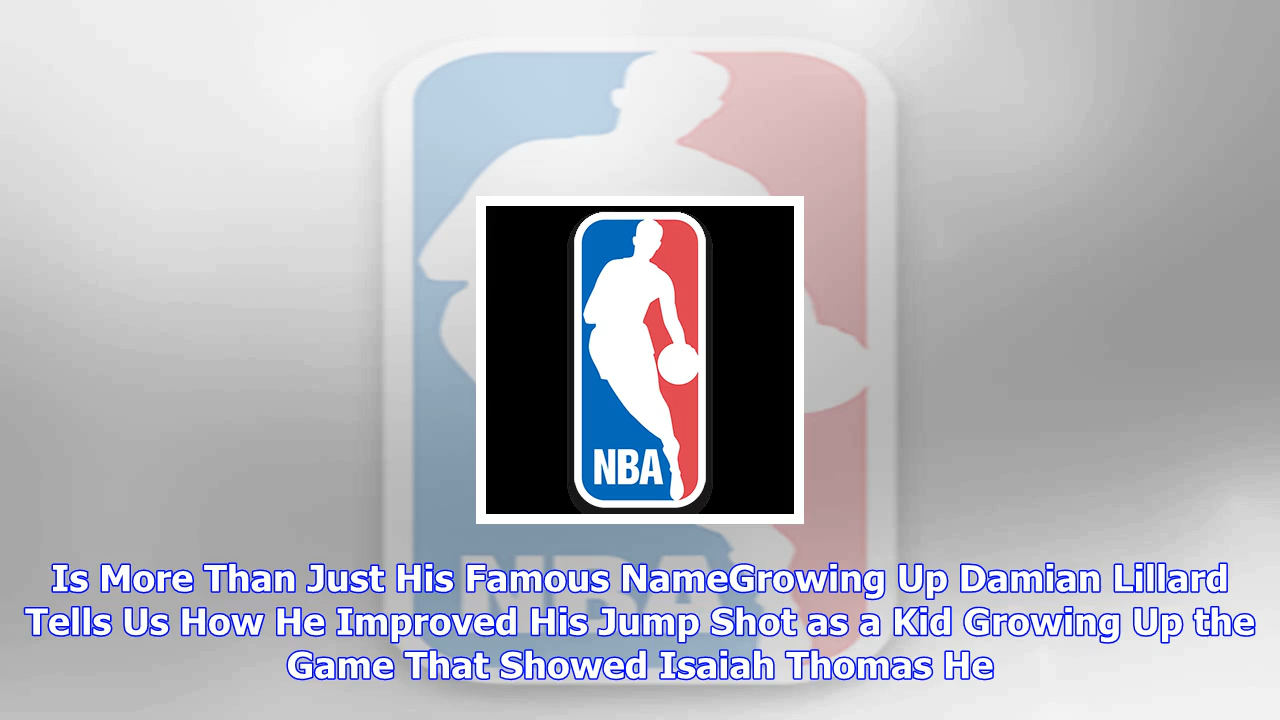 NBA
NBA
Is More Than Just His Famous NameGrowing Up Damian Lillard
Tells Us How He Improved His Jump Shot as a Kid Growing Up the
Game That Showed Isaiah Thomas He